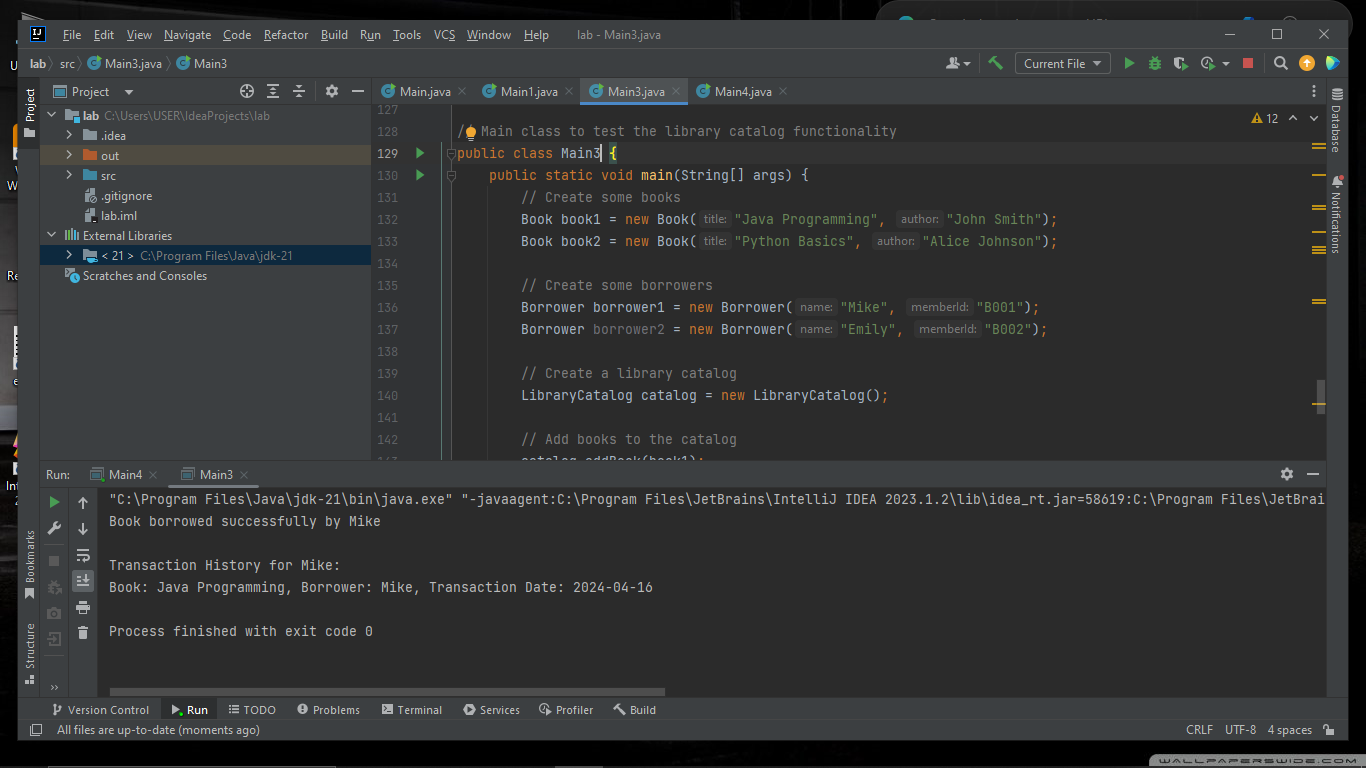 File Edit View Navigate Code Refactor Build Run Tools VCS Window Help lab - Main3.java
lab src Main3.java Main3
Current File
Project
Project
lab C:\Users\USER\IdeaProjects\lab
.idea
out
src
.gitignore
lab.iml
External Libraries
< 21 > C:\Program Files\Java\jdk-21
Scratches and Consoles
Main.java Main1.java Main3.java Main4.java
12
127
128 // Main class to test the library catalog functionality
129 public class Main3 {
130 public static void main(String[] args) {
131 // Create some books
132 Book book1 = new Book( title: "Java Programming", author: "John Smith");
133 Book book2 = new Book( title: "Python Basics", author: "Alice Johnson");
134
135 // Create some borrowers
136 Borrower borrower1 = new Borrower( name: "Mike", memberId: "B001");
137 Borrower borrower2 = new Borrower( name: "Emily", memberId: "B002");
138
139 // Create a library catalog
140 LibraryCatalog catalog = new LibraryCatalog();
141
142 // Add books to the catalog
catalog.addBook(book1);
Database
Notifications
Run: Main4 Main3
"C:\Program Files\Java\jdk-21\bin\java.exe" "-javaagent:C:\Program Files\JetBrains\IntelliJ IDEA 2023.1.2\lib\idea_rt.jar=58619:C:\Program Files\JetBrai
Book borrowed successfully by Mike
Transaction History for Mike:
Book: Java Programming, Borrower: Mike, Transaction Date: 2024-04-16
Process finished with exit code 0
Bookmarks
Structure
Version Control Run TODO Problems Terminal Services Profiler Build
All files are up-to-date (moments ago)
CRLF UTF-8 4 spaces
WALLPAPERSWIDE.COM